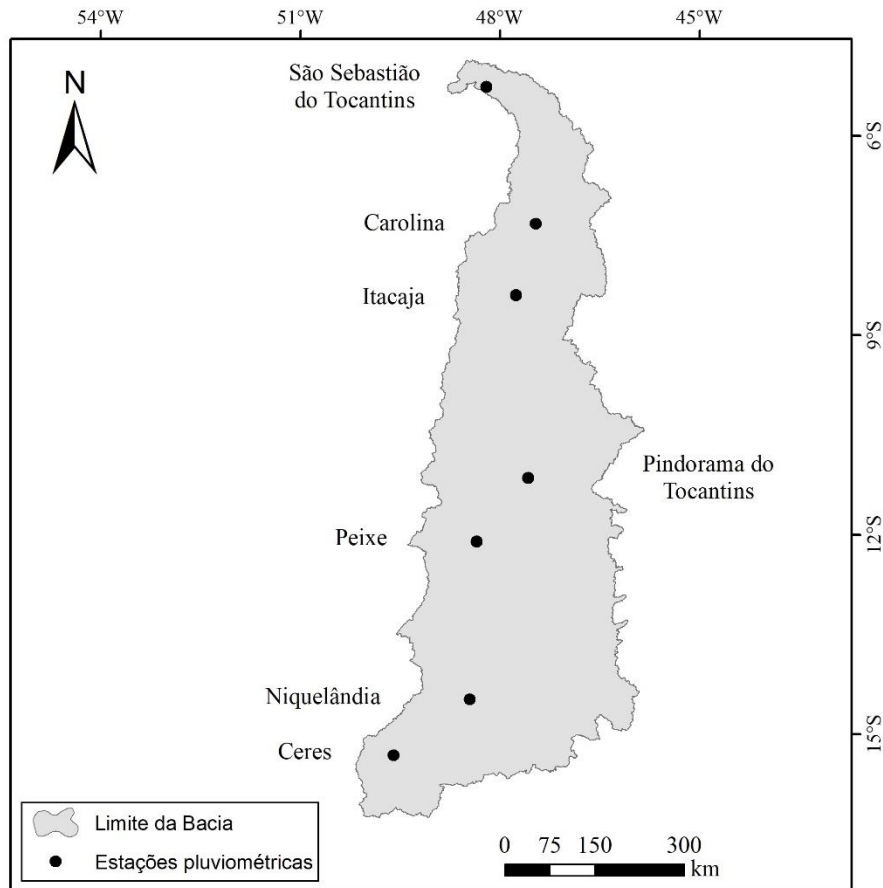 54°W 51°W 48°W 45°W
N
São Sebastião
do Tocantins
6°S
Carolina
Itacaja
9°S
Pindorama do
Tocantins
Peixe
12°S
Niquelândia
15°S
Ceres
Limite da Bacia
Estações pluviométricas
0 75 150 300
km